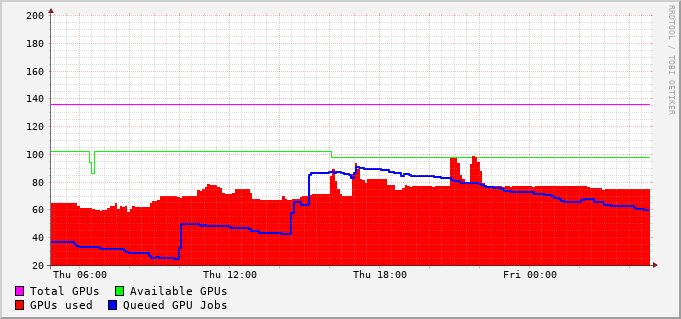 200
180
160
140
120
100
80
60
40
20
Thu 06:00 Thu 12:00 Thu 18:00 Fri 00:00
Total GPUs Available GPUs
GPUs used Queued GPU Jobs
RRDTOOL / TOBI OETIKER